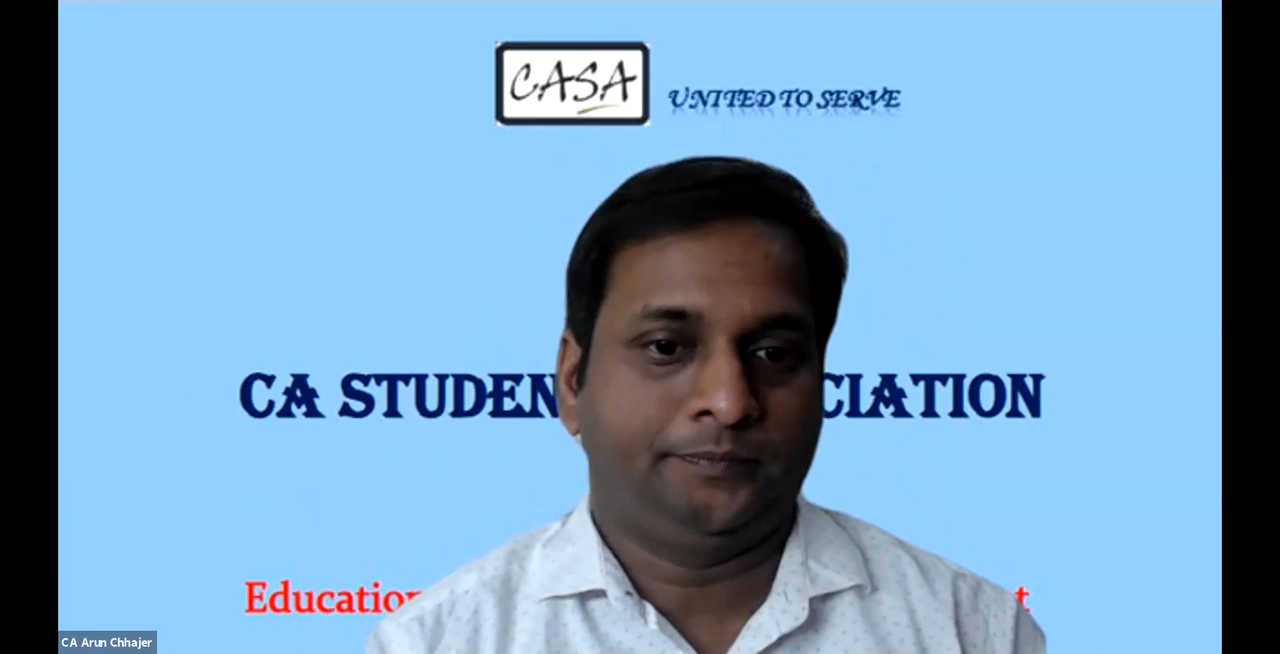 CASA
UNITED TO SERVE
CA STUDEN CIATION
Education t
CA Arun Chhajer